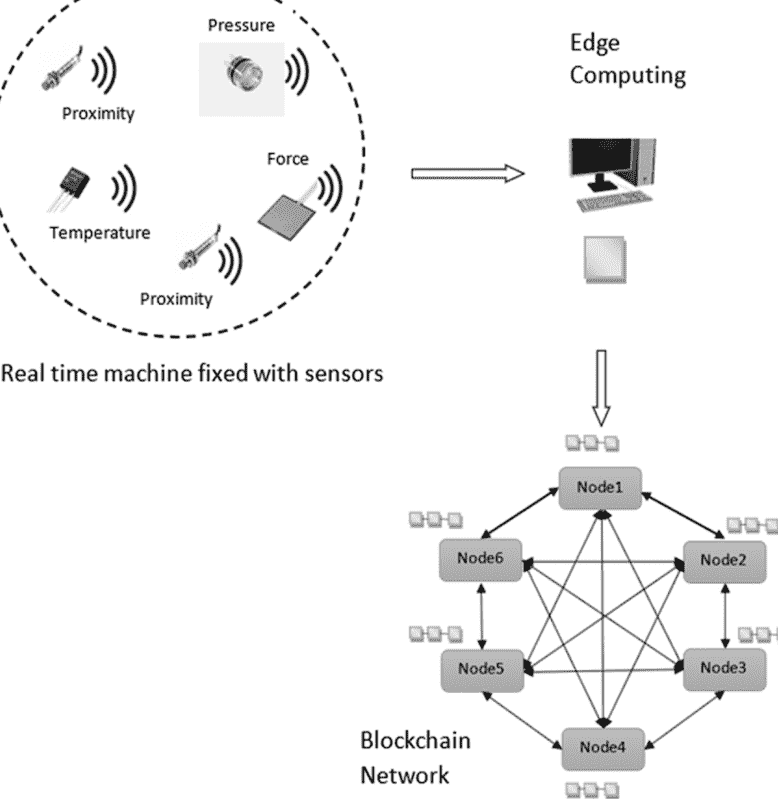 Pressure
Edge
Computing
Proximity
Force
Temperature
Proximity
Real time machine fixed with sensors
Node1
Node6
Node2
Node5
Node3
Node4
Blockchain
Network